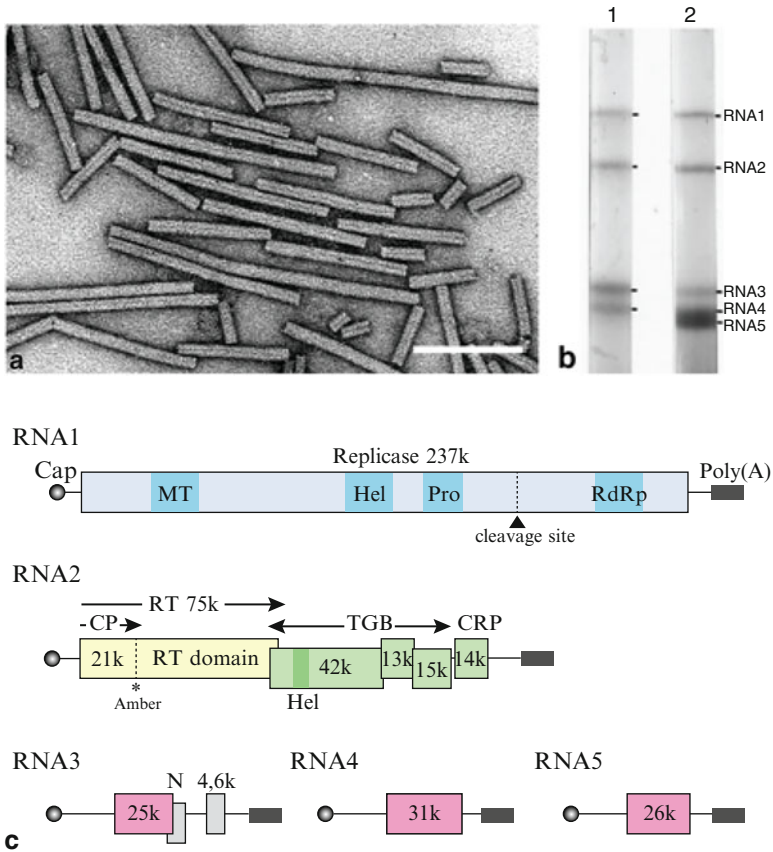 a
1 2
RNA1
RNA2
RNA3
RNA4
RNA5
b
RNA1
Cap
Replicase 237k
Poly(A)
MT Hel Pro RdRp
cleavage site
RNA2
RT 75k
CP TGB CRP
21k RT domain 42k 13k 15k 14k
*
Amber
Hel
RNA3 RNA4 RNA5
N 4,6k
25k 31k 26k
c